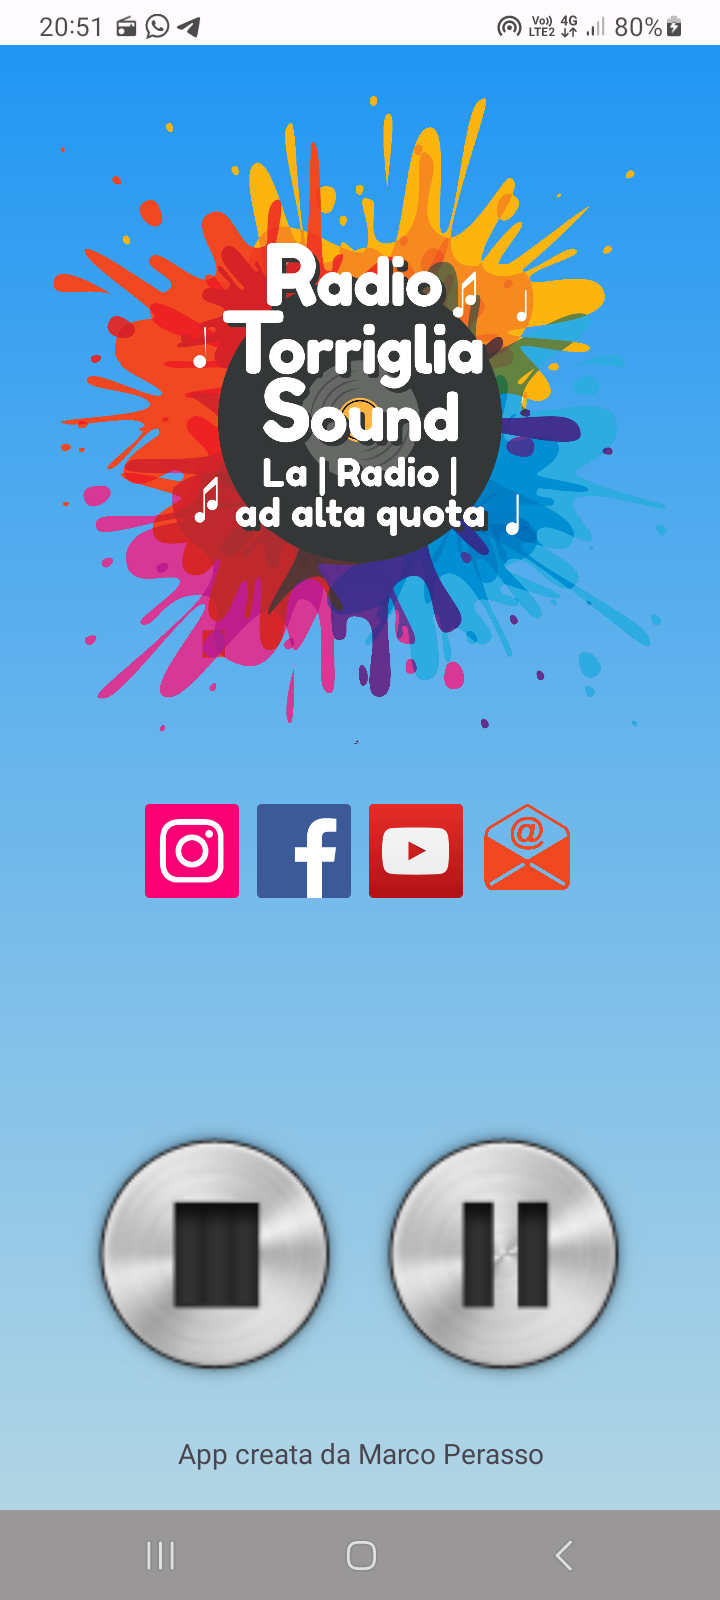 20:51
Vo)) LTE2 4G 80%
Radio
Torriglia
Sound
La | Radio |
ad alta quota
@
App creata da Marco Perasso